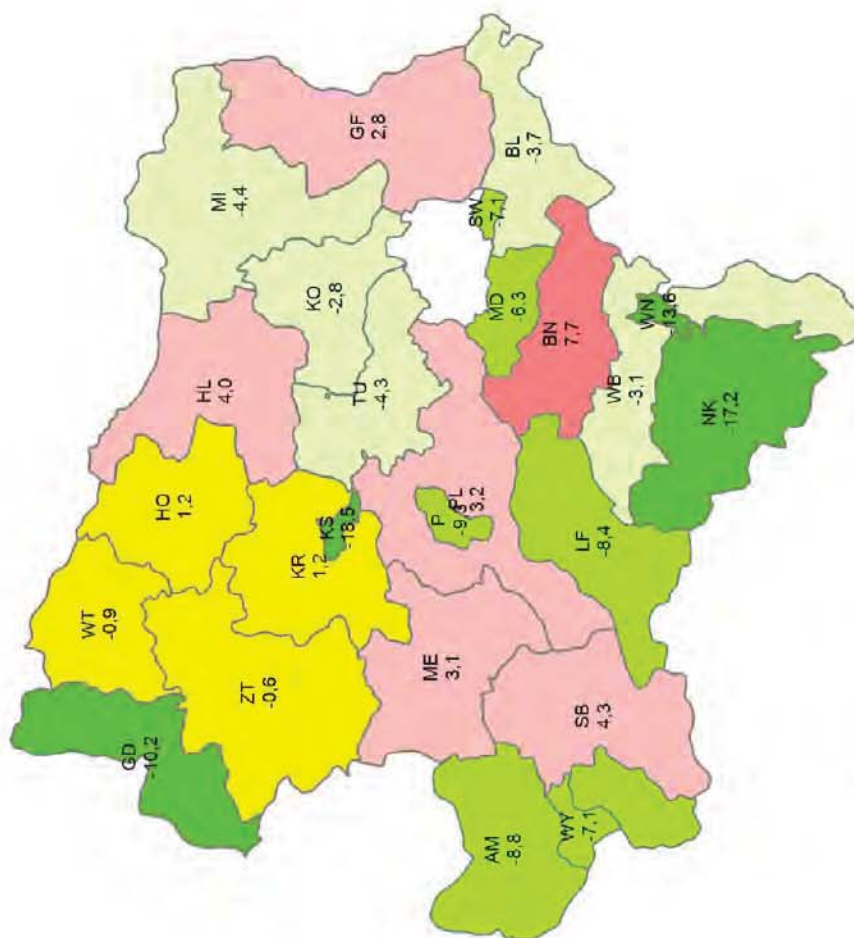 WT
-0,9
GD
-10,2
HO
1,2
HL
4,0
MI
-4,4
ZT
-0,6
KR
1,2
KO
-2,8
KS
-18,5
GF
2,8
TU
-4,3
ME
3,1
P
-9,3
PL
3,2
SW
-7,1
AM
-8,8
MD
-6,3
BL
-3,7
BN
7,7
WY
-7,1
SB
4,3
LF
-8,4
WB
-3,1
WN
-13,6
NK
-17,2